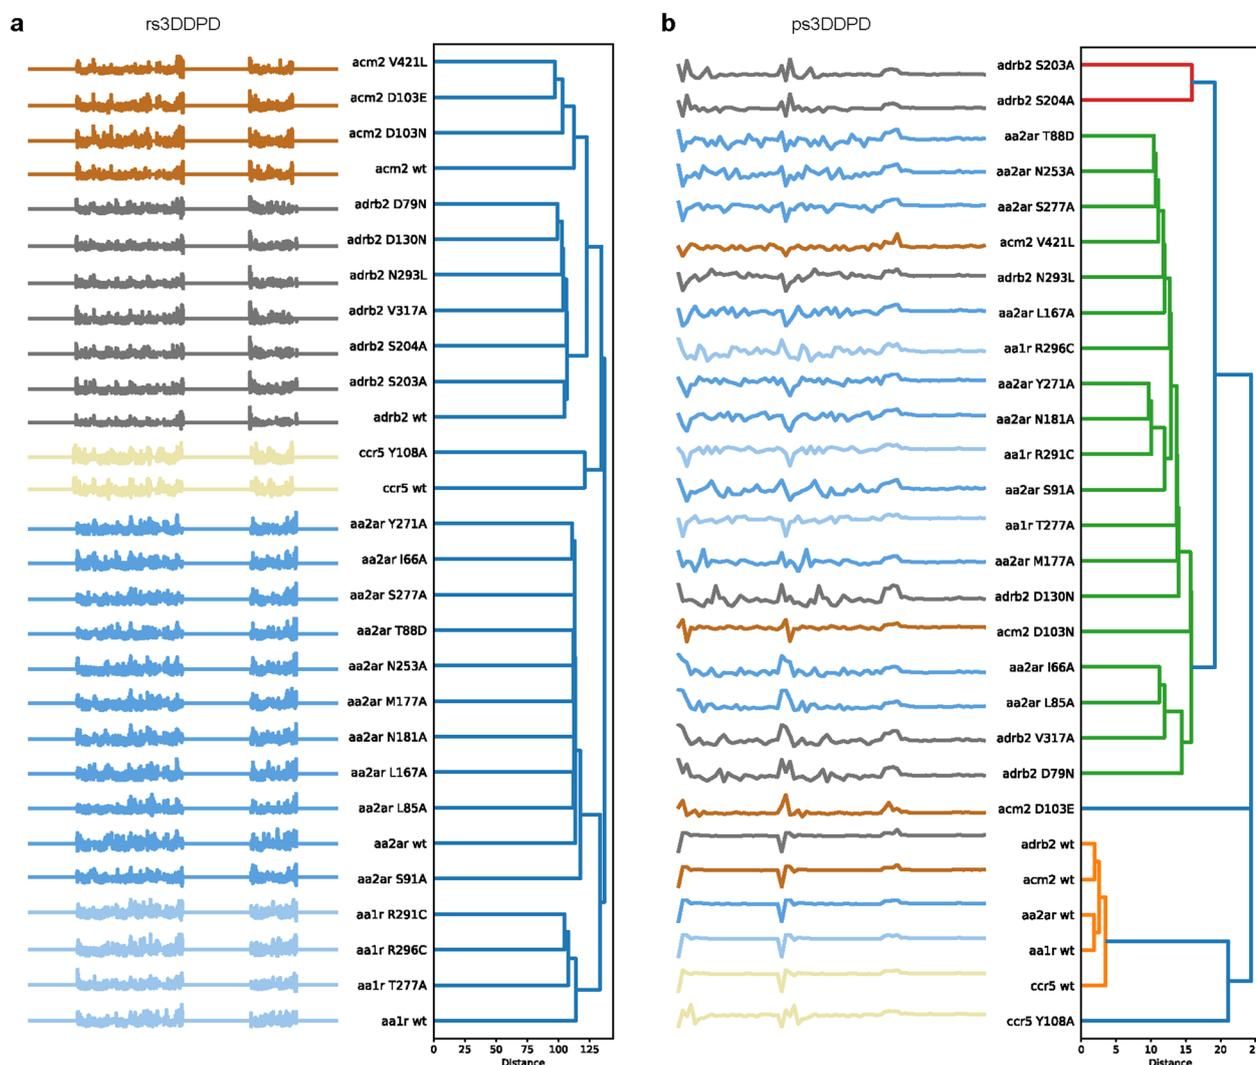 a
rs3DDPD
acm2 V421L
acm2 D103E
acm2 D103N
acm2 wt
adrb2 D79N
adrb2 D130N
adrb2 N293L
adrb2 V317A
adrb2 S204A
adrb2 S203A
adrb2 wt
ccr5 Y108A
ccr5 wt
aa2ar Y271A
aa2ar I66A
aa2ar S277A
aa2ar T88D
aa2ar N253A
aa2ar M177A
aa2ar N181A
aa2ar L167A
aa2ar L85A
aa2ar wt
aa2ar S91A
aa1r R291C
aa1r R296C
aa1r T277A
aa1r wt
0 25 50 75 100 125
Distance
b
ps3DDPD
adrb2 S203A
adrb2 S204A
aa2ar T88D
aa2ar N253A
aa2ar S277A
acm2 V421L
adrb2 N293L
aa2ar L167A
aa1r R296C
aa2ar Y271A
aa2ar N181A
aa1r R291C
aa2ar S91A
aa1r T277A
aa2ar M177A
adrb2 D130N
acm2 D103N
aa2ar I66A
aa2ar L85A
adrb2 V317A
adrb2 D79N
acm2 D103E
adrb2 wt
acm2 wt
aa2ar wt
aa1r wt
ccr5 wt
ccr5 Y108A
0 5 10 15 20
Distance